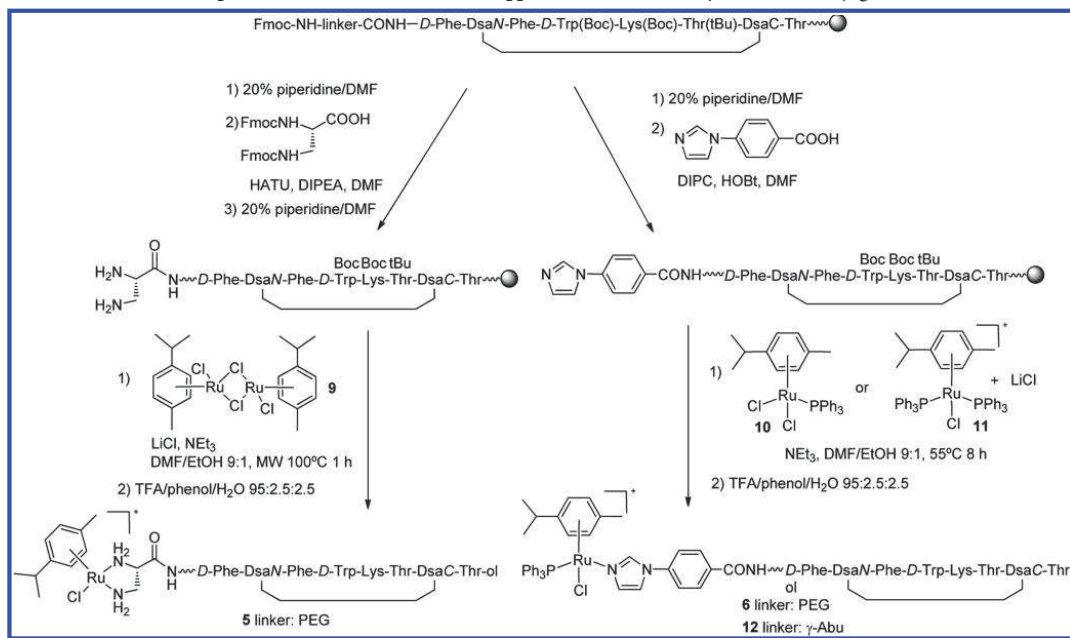 Fmoc-NH-linker-CONH–D-Phe-DsaN-Phe-D-Trp(Boc)-Lys(Boc)-Thr(tBu)-DsaC-Thr
1) 20% piperidine/DMF
2) FmocHN COOH
FmocHN
HATU, DIPEA, DMF
3) 20% piperidine/DMF
1) 20% piperidine/DMF
2)
N N COOH
DIPC, HOBt, DMF
H2N O N H
H2N
BocBoctBu
D-Phe-DsaN-Phe-D-Trp-Lys-Thr-DsaC-Thr
N N CONH
Boc BoctBu
D-Phe-DsaN-Phe-D-Trp-Lys-Thr-DsaC-Thr
1)
Cl Cl
Ru Ru 9
Cl Cl
LiCl, NEt3
DMF/EtOH 9:1, MW 100ºC 1 h
2) TFA/phenol/H2O 95:2.5:2.5
1)
Ru
Cl PPh3
Cl
10
or
+
Ru
Ph3P PPh3
Cl
11
+ LiCl
NEt3, DMF/EtOH 9:1, 55ºC 8 h
2) TFA/phenol/H2O 95:2.5:2.5
+
Ru
Cl
H2
N O
N
H
N
H2
D-Phe-DsaN-Phe-D-Trp-Lys-Thr-DsaC-Thr-ol
5 linker: PEG
+
Ru
Ph3P
Cl
N N CONH
D-Phe-DsaN-Phe-D-Trp-Lys-Thr-DsaC-Thr
ol
6 linker: PEG
12 linker: γ-Abu